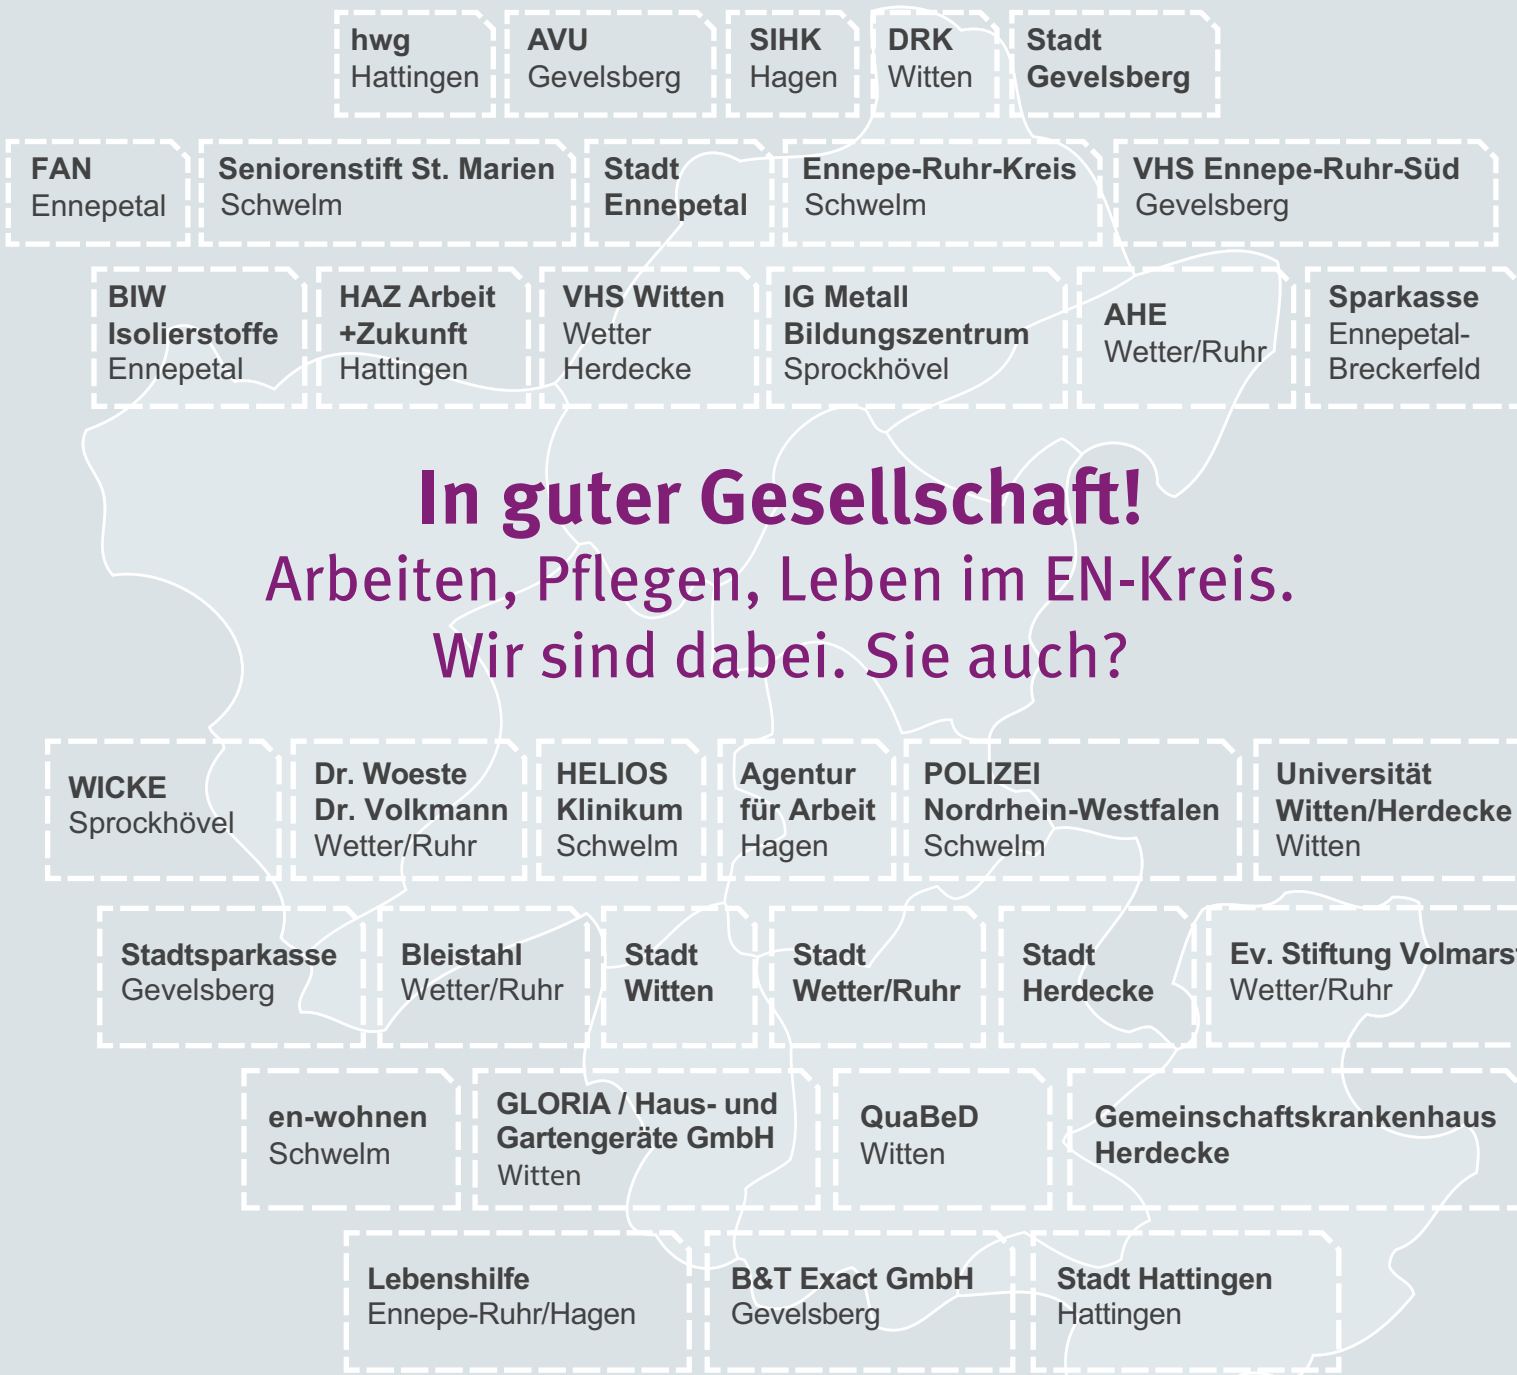 hwg
Hattingen
AVU
Gevelsberg
SIHK
Hagen
DRK
Witten
Stadt
Gevelsberg
FAN
Ennepetal
Seniorenstift St. Marien
Schwelm
Stadt
Ennepetal
Ennepe-Ruhr-Kreis
Schwelm
VHS Ennepe-Ruhr-Süd
Gevelsberg
BIW
Isolierstoffe
Ennepetal
HAZ Arbeit
+Zukunft
Hattingen
VHS Witten
Wetter
Herdecke
IG Metall
Bildungszentrum
Sprockhövel
AHE
Wetter/Ruhr
Sparkasse
Ennepetal-
Breckerfeld
In guter Gesellschaft!
Arbeiten, Pflegen, Leben im EN-Kreis.
Wir sind dabei. Sie auch?
WICKE
Sprockhövel
Dr. Woeste
Dr. Volkmann
Wetter/Ruhr
HELIOS
Klinikum
Schwelm
Agentur
für Arbeit
Hagen
POLIZEI
Nordrhein-Westfalen
Schwelm
Universität
Witten/Herdecke
Witten
Stadtsparkasse
Gevelsberg
Bleistahl
Wetter/Ruhr
Stadt
Witten
Stadt
Wetter/Ruhr
Stadt
Herdecke
Ev. Stiftung
Wetter/Ruhr
en-wohnen
Schwelm
GLORIA / Haus- und
Gartengeräte GmbH
Witten
QuaBeD
Witten
Gemeinschaftskrankenhaus
Herdecke
Lebenshilfe
Ennepe-Ruhr/Hagen
B&T Exact GmbH
Gevelsberg
Stadt Hattingen
Hattingen